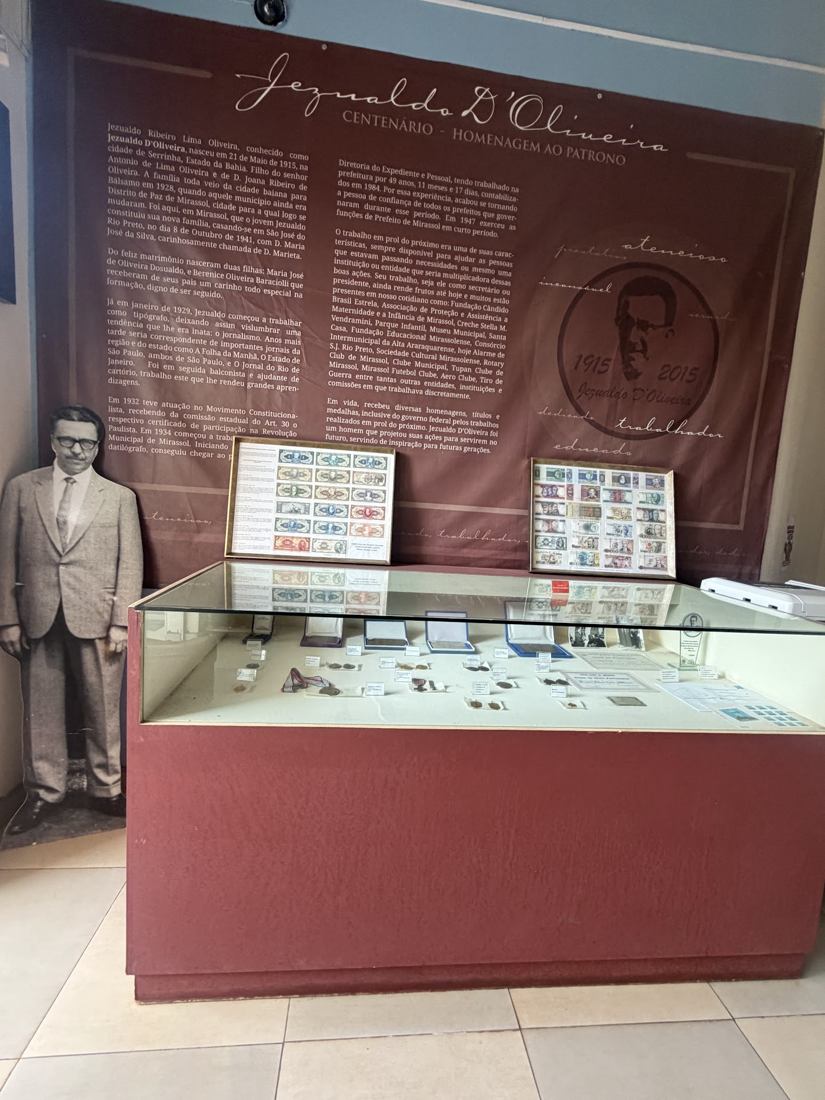 Jezualdo D'Oliveira
CENTENÁRIO - HOMENAGEM AO PATRONO
Jezualdo Ribeiro Lima Oliveira, conhecido como
Jezualdo D'Oliveira, nasceu em 21 de Maio de 1915, na
cidade de Serrinha, Estado da Bahia. Filho do senhor
Antonio de Lima Oliveira e de D. Joana Ribeiro de
Oliveira. A família toda veio da cidade baiana para
Bálsamo em 1928, quando aquele município ainda era
Distrito de Paz de Mirassol, cidade para a qual logo se
mudaram. Foi aqui, em Mirassol, que o jovem Jezualdo
constituiu sua nova família, casando-se em São José do
Rio Preto, no dia 8 de Outubro de 1941, com D. Maria
José da Silva, carinhosamente chamada de D. Marieta.
Do feliz matrimônio nasceram duas filhas: Maria José
de Oliveira Dosualdo, e Berenice Oliveira Baraciolli que
receberam de seus pais um carinho todo especial na
formação, digno de ser seguido.
Já em janeiro de 1929, Jezualdo começou a trabalhar
como tipógrafo, deixando assim vislumbrar uma
tendência que lhe era inata: o jornalismo. Anos mais
tarde seria correspondente de importantes jornais da
região e do estado como A Folha da Manhã, O Estado de
São Paulo, ambos de São Paulo, e O Jornal do Rio de
Janeiro. Foi em seguida balconista e ajudante de
cartório, trabalho este que lhe rendeu grandes apren-
dizagens.
Em 1932 teve atuação no Movimento Constituciona-
lista, recebendo da comissão estadual do Art. 30 o
respectivo certificado de participação na Revolução
Paulista. Em 1934 começou a trab
Municipal de Mirassol. Iniciando
datilógrafo, conseguiu chegar ao
Diretoria do Expediente e Pessoal, tendo trabalhado na
prefeitura por 49 anos, 11 meses e 17 dias, contabiliza-
dos em 1984. Por essa experiência, acabou se tornando
a pessoa de confiança de todos os prefeitos que gover-
naram durante esse período. Em 1947 exerceu as
funções de Prefeito de Mirassol em curto período.
O trabalho em prol do próximo era uma de suas carac-
terísticas, sempre disponível para ajudar as pessoas
que estavam passando necessidades ou mesmo uma
instituição ou entidade que seria multiplicadora dessas
boas ações. Seu trabalho, seja ele como secretário ou
presidente, ainda rende frutos até hoje e muitos estão
presentes em nosso cotidiano como: Fundação Cândido
Brasil Estrela, Associação de Proteção e Assistência a
Maternidade e a Infância de Mirassol, Creche Stella M.
Vendramini, Parque Infantil, Museu Municipal, Santa
Casa, Fundação Educacional Mirassolense, Consórcio
Intermunicipal da Alta Araraquarense, hoje Alarme de
S.J. Rio Preto, Sociedade Cultural Mirassolense, Rotary
Club de Mirassol, Clube Municipal, Tupan Clube de
Mirassol, Mirassol Futebol Clube, Aero Clube, Tiro de
Guerra entre tantas outras entidades, instituições e
comissões em que trabalhava discretamente.
Em vida, recebeu diversas homenagens, títulos e
medalhas, inclusive do governo federal pelos trabalhos
realizados em prol do próximo. Jezualdo D'Oliveira foi
um homem que projetou suas ações para servirem no
futuro, servindo de inspiração para futuras gerações.
atencioso
prestativo
incansável
1915 2015
Jezualdo D'Oliveira
dedicado
trabalhador
educado
atencioso,
trabalhador,